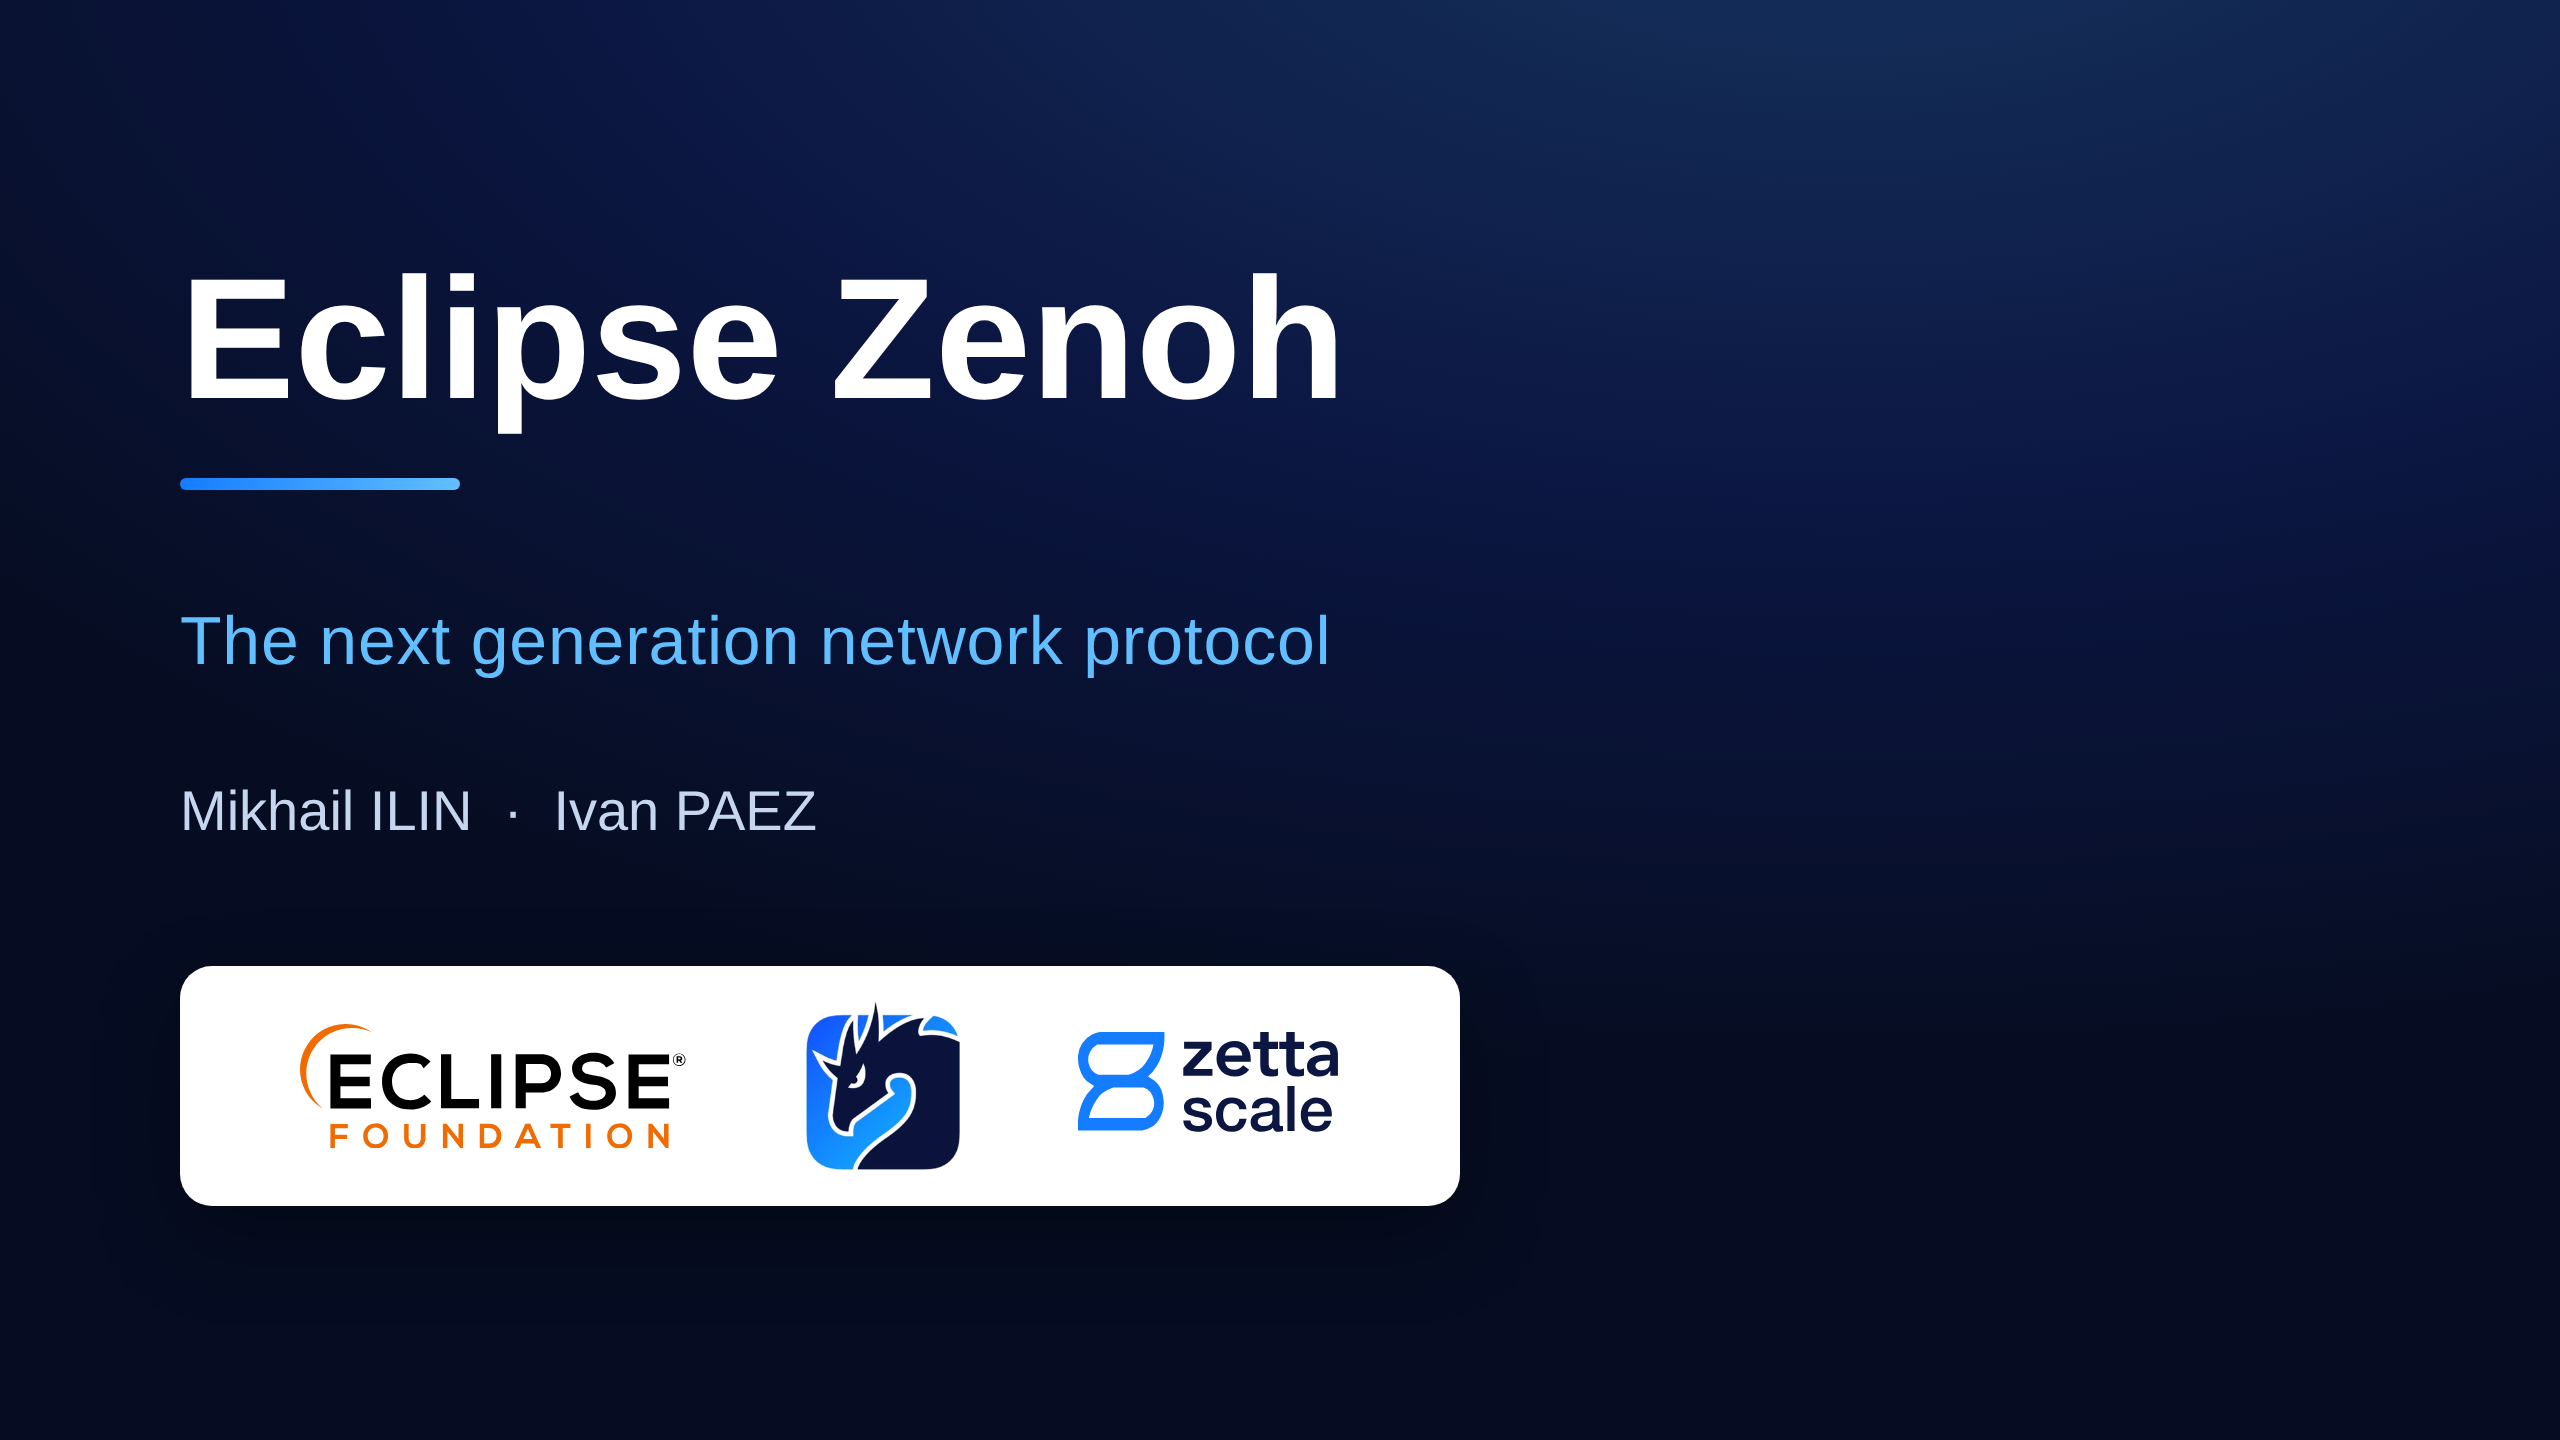 Eclipse Zenoh
The next generation network protocol
Mikhail ILIN · Ivan PAEZ
ECLIPSE®
FOUNDATION
zetta
scale